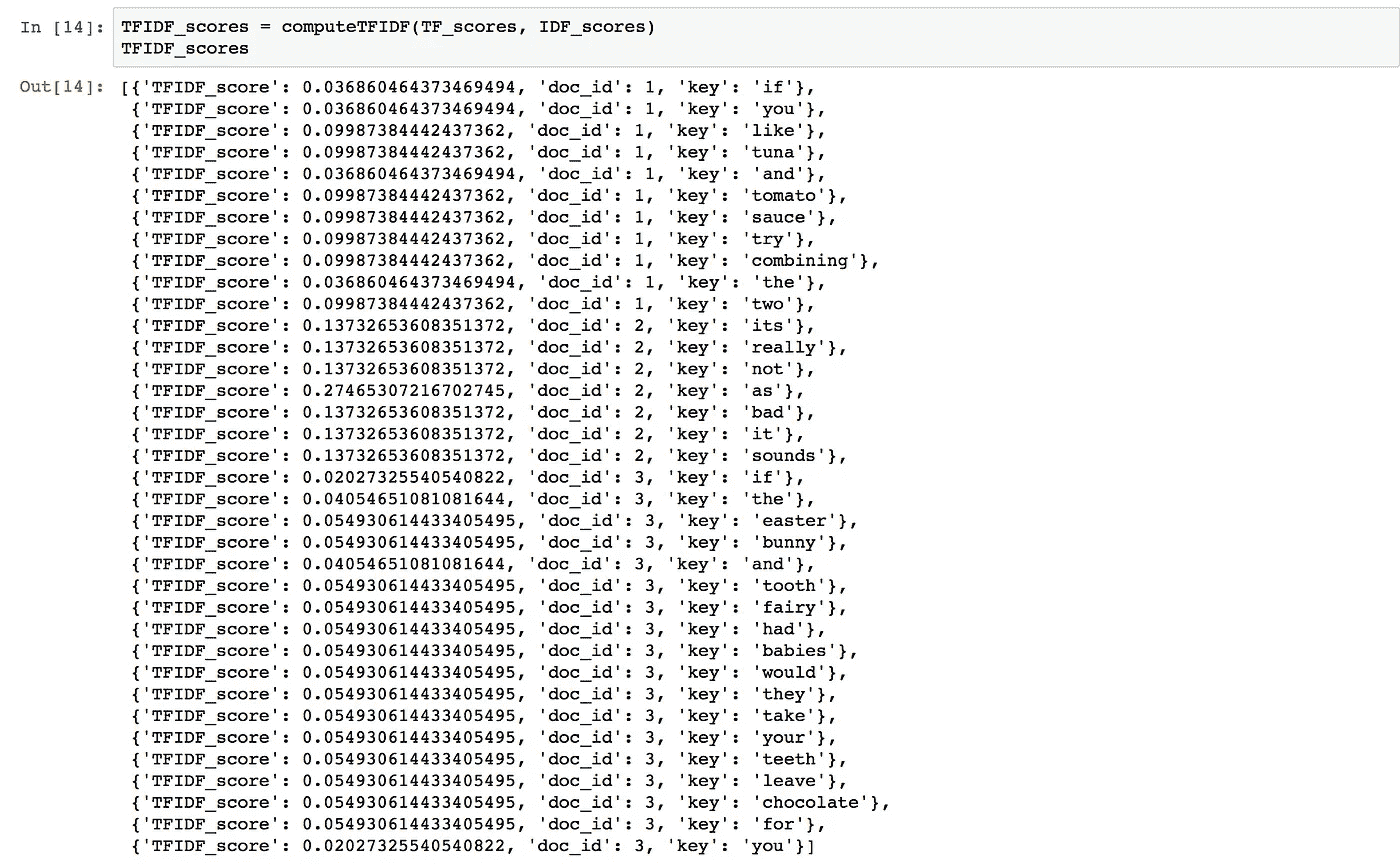 In [14]: TFIDF_scores = computeTFIDF(TF_scores, IDF_scores)
TFIDF_scores
Out[14]: [{'TFIDF_score': 0.036860464373469494, 'doc_id': 1, 'key': 'if'},
{'TFIDF_score': 0.036860464373469494, 'doc_id': 1, 'key': 'you'},
{'TFIDF_score': 0.09987384442437362, 'doc_id': 1, 'key': 'like'},
{'TFIDF_score': 0.09987384442437362, 'doc_id': 1, 'key': 'tuna'},
{'TFIDF_score': 0.036860464373469494, 'doc_id': 1, 'key': 'and'},
{'TFIDF_score': 0.09987384442437362, 'doc_id': 1, 'key': 'tomato'},
{'TFIDF_score': 0.09987384442437362, 'doc_id': 1, 'key': 'sauce'},
{'TFIDF_score': 0.09987384442437362, 'doc_id': 1, 'key': 'try'},
{'TFIDF_score': 0.09987384442437362, 'doc_id': 1, 'key': 'combining'},
{'TFIDF_score': 0.036860464373469494, 'doc_id': 1, 'key': 'the'},
{'TFIDF_score': 0.09987384442437362, 'doc_id': 1, 'key': 'two'},
{'TFIDF_score': 0.13732653608351372, 'doc_id': 2, 'key': 'its'},
{'TFIDF_score': 0.13732653608351372, 'doc_id': 2, 'key': 'really'},
{'TFIDF_score': 0.13732653608351372, 'doc_id': 2, 'key': 'not'},
{'TFIDF_score': 0.27465307216702745, 'doc_id': 2, 'key': 'as'},
{'TFIDF_score': 0.13732653608351372, 'doc_id': 2, 'key': 'bad'},
{'TFIDF_score': 0.13732653608351372, 'doc_id': 2, 'key': 'it'},
{'TFIDF_score': 0.13732653608351372, 'doc_id': 2, 'key': 'sounds'},
{'TFIDF_score': 0.02027325540540822, 'doc_id': 3, 'key': 'if'},
{'TFIDF_score': 0.04054651081081644, 'doc_id': 3, 'key': 'the'},
{'TFIDF_score': 0.054930614433405495, 'doc_id': 3, 'key': 'easter'},
{'TFIDF_score': 0.054930614433405495, 'doc_id': 3, 'key': 'bunny'},
{'TFIDF_score': 0.04054651081081644, 'doc_id': 3, 'key': 'and'},
{'TFIDF_score': 0.054930614433405495, 'doc_id': 3, 'key': 'tooth'},
{'TFIDF_score': 0.054930614433405495, 'doc_id': 3, 'key': 'fairy'},
{'TFIDF_score': 0.054930614433405495, 'doc_id': 3, 'key': 'had'},
{'TFIDF_score': 0.054930614433405495, 'doc_id': 3, 'key': 'babies'},
{'TFIDF_score': 0.054930614433405495, 'doc_id': 3, 'key': 'would'},
{'TFIDF_score': 0.054930614433405495, 'doc_id': 3, 'key': 'they'},
{'TFIDF_score': 0.054930614433405495, 'doc_id': 3, 'key': 'take'},
{'TFIDF_score': 0.054930614433405495, 'doc_id': 3, 'key': 'your'},
{'TFIDF_score': 0.054930614433405495, 'doc_id': 3, 'key': 'teeth'},
{'TFIDF_score': 0.054930614433405495, 'doc_id': 3, 'key': 'leave'},
{'TFIDF_score': 0.054930614433405495, 'doc_id': 3, 'key': 'chocolate'},
{'TFIDF_score': 0.054930614433405495, 'doc_id': 3, 'key': 'for'},
{'TFIDF_score': 0.02027325540540822, 'doc_id': 3, 'key': 'you'}]